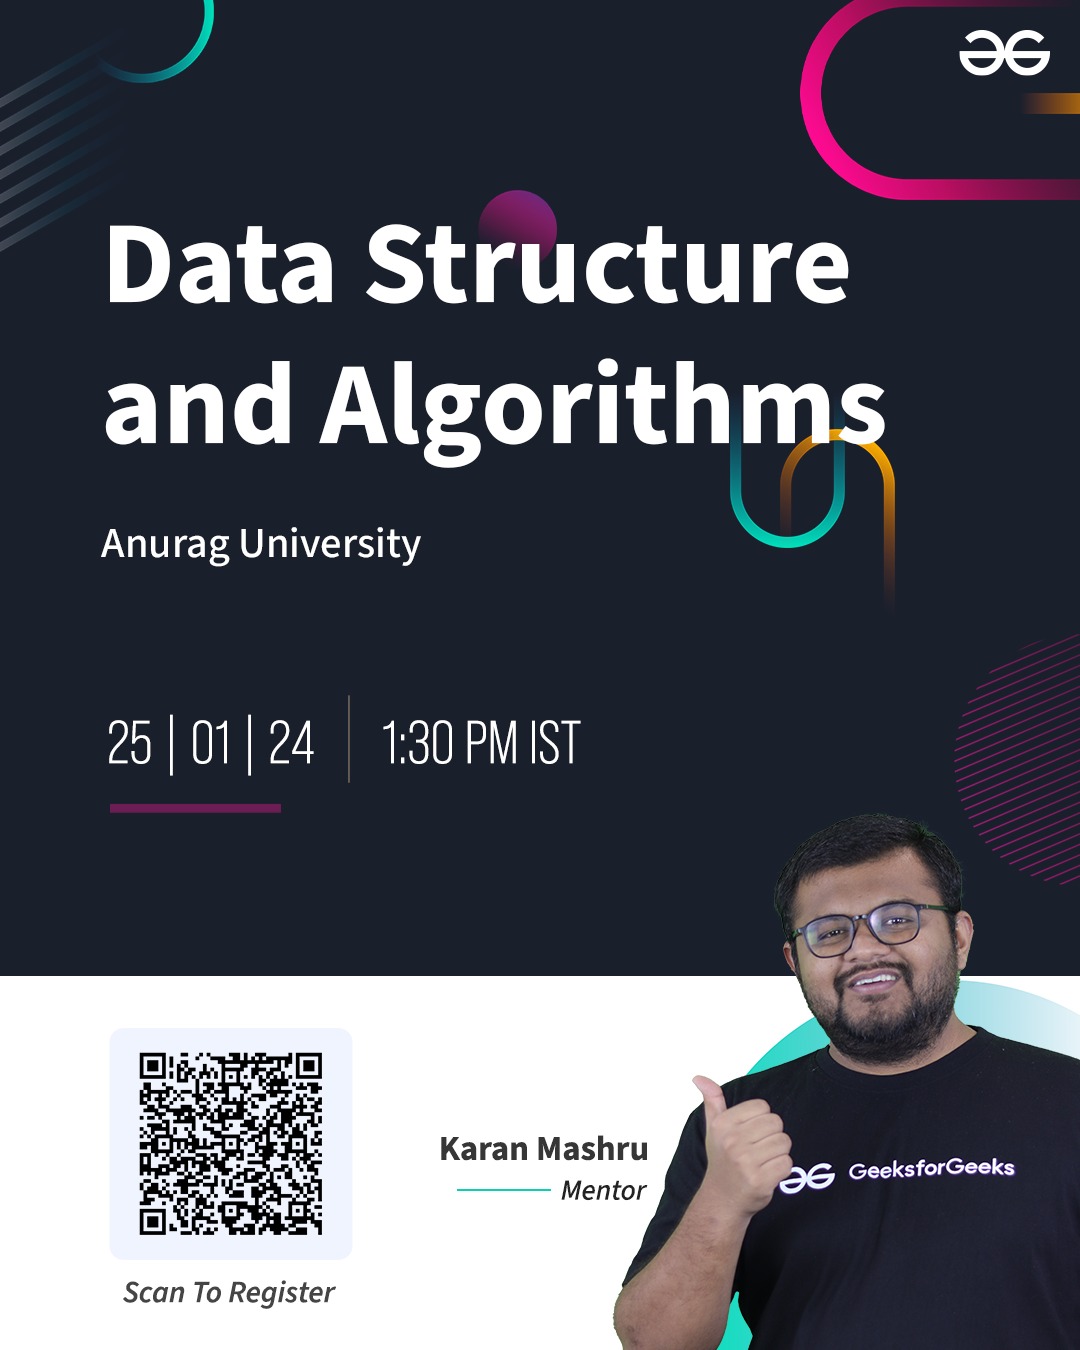 Data Structure
and Algorithms
Anurag University
25 | 01 | 24
1:30 PM IST
Karan Mashru
Mentor
GeeksforGeeks
Scan To Register